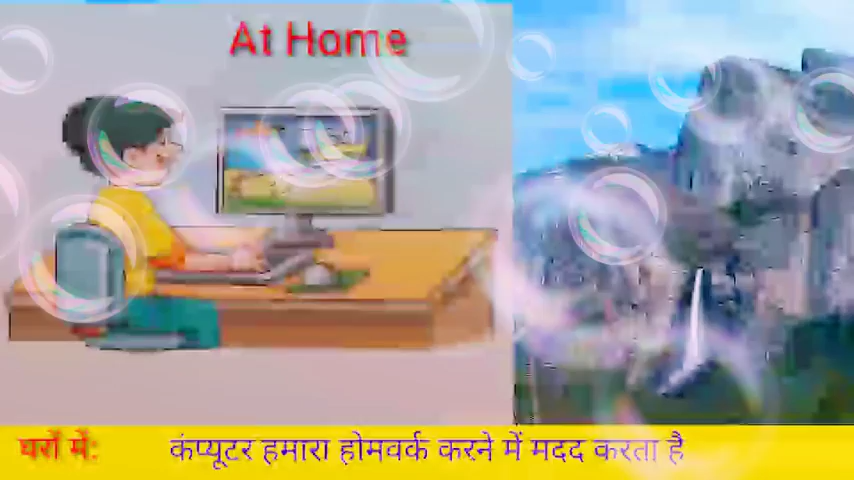 At Home
घरों में: कंप्यूटर हमारा होमवर्क करने में मदद करता है